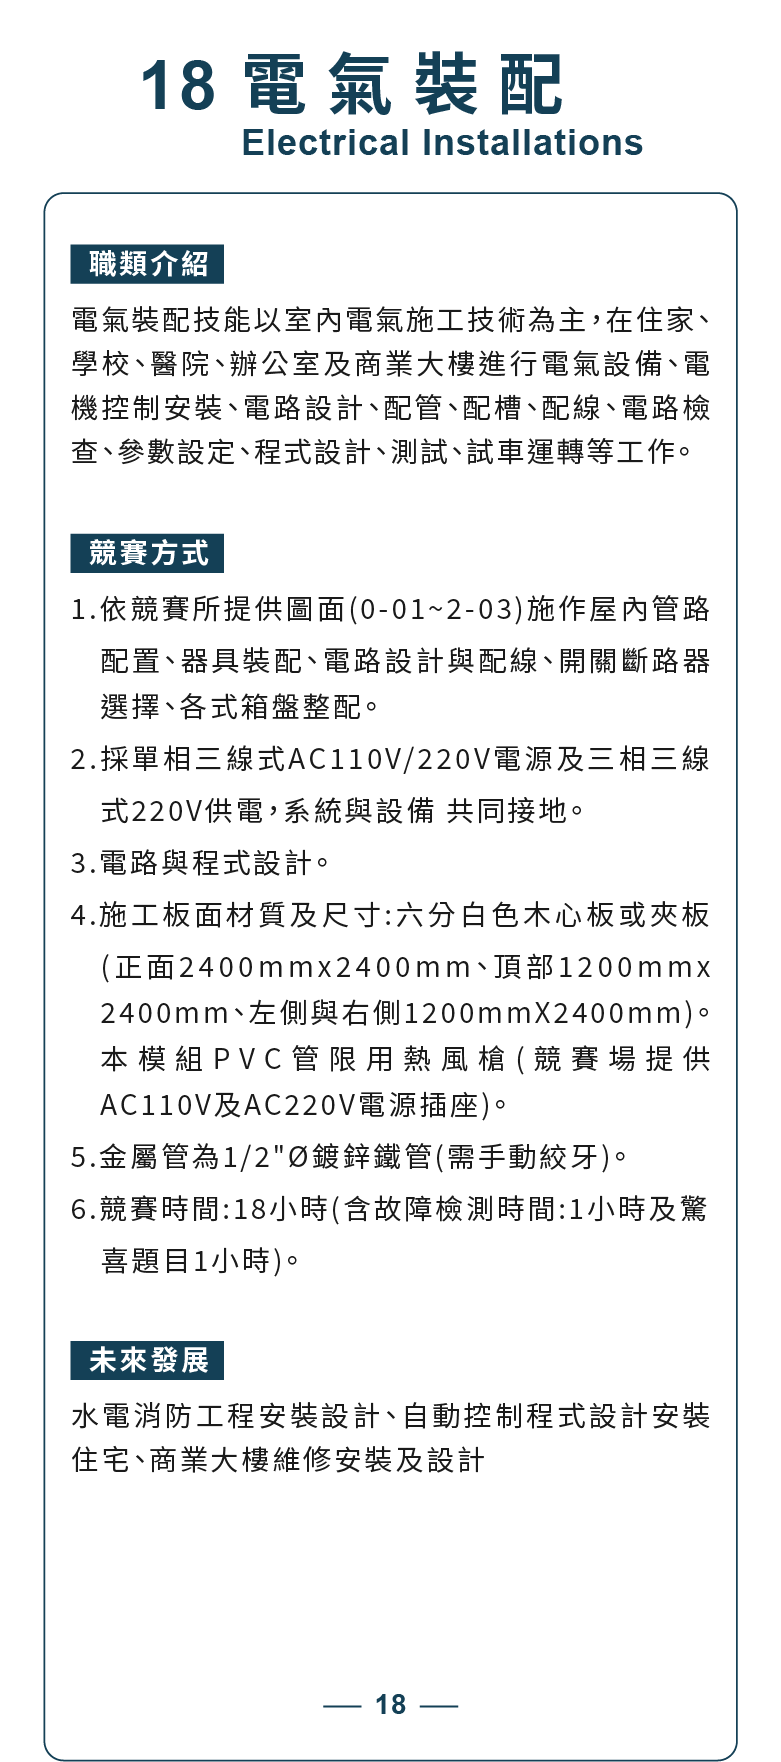 18 電氣裝配
Electrical Installations
職類介紹
電氣裝配技能以室內電氣施工技術為主，在住家、
學校、醫院、辦公室及商業大樓進行電氣設備、電
機控制安裝、電路設計、配管、配槽、配線、電路檢
查、參數設定、程式設計、測試、試車運轉等工作。
競賽方式
1.依競賽所提供圖面(0-01~2-03)施作屋內管路
配置、器具裝配、電路設計與配線、開關斷路器
選擇、各式箱盤整配。
2.採單相三線式AC110V/220V電源及三相三線
式220V供電，系統與設備 共同接地。
3.電路與程式設計。
4.施工板面材質及尺寸:六分白色木心板或夾板
(正面2400mmx2400mm、頂部1200mmx
2400mm、左側與右側1200mmX2400mm)。
本模組PVC管限用熱風槍(競賽場提供
AC110V及AC220V電源插座)。
5.金屬管為1/2"Ø鍍鋅鐵管(需手動絞牙)。
6.競賽時間:18小時(含故障檢測時間:1小時及驚
喜題目1小時)。
未來發展
水電消防工程安裝設計、自動控制程式設計安裝
住宅、商業大樓維修安裝及設計
18